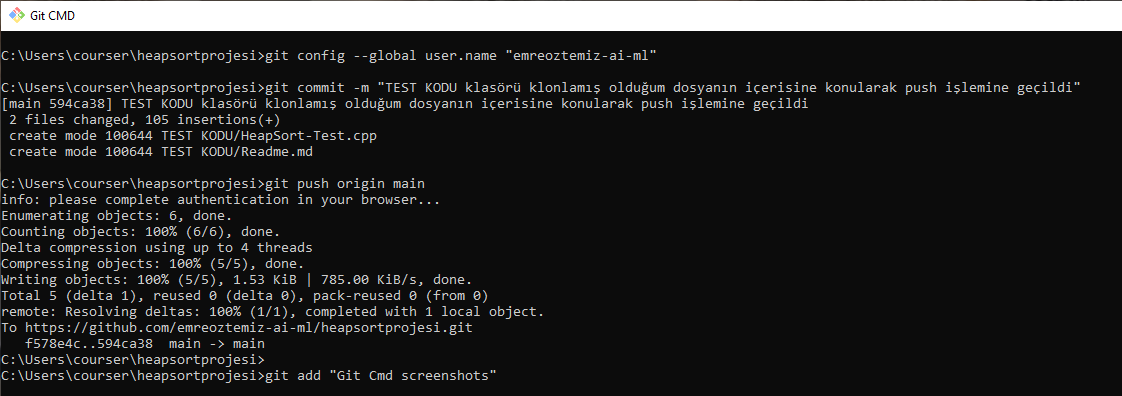 Git CMD
C:\Users\courser\heapsortprojesi>git config --global user.name "emreoztemiz-ai-ml"
C:\Users\courser\heapsortprojesi>git commit -m "TEST KODU klasörü klonlamış olduğum dosyanın içerisine konularak push işlemine geçildi"
[main 594ca38] TEST KODU klasörü klonlamış olduğum dosyanın içerisine konularak push işlemine geçildi
 2 files changed, 105 insertions(+)
 create mode 100644 TEST KODU/HeapSort-Test.cpp
 create mode 100644 TEST KODU/Readme.md
C:\Users\courser\heapsortprojesi>git push origin main
info: please complete authentication in your browser...
Enumerating objects: 6, done.
Counting objects: 100% (6/6), done.
Delta compression using up to 4 threads
Compressing objects: 100% (5/5), done.
Writing objects: 100% (5/5), 1.53 KiB | 785.00 KiB/s, done.
Total 5 (delta 1), reused 0 (delta 0), pack-reused 0 (from 0)
remote: Resolving deltas: 100% (1/1), completed with 1 local object.
To https://github.com/emreoztemiz-ai-ml/heapsortprojesi.git
   f578e4c..594ca38  main -> main
C:\Users\courser\heapsortprojesi>
C:\Users\courser\heapsortprojesi>git add "Git Cmd screenshots"